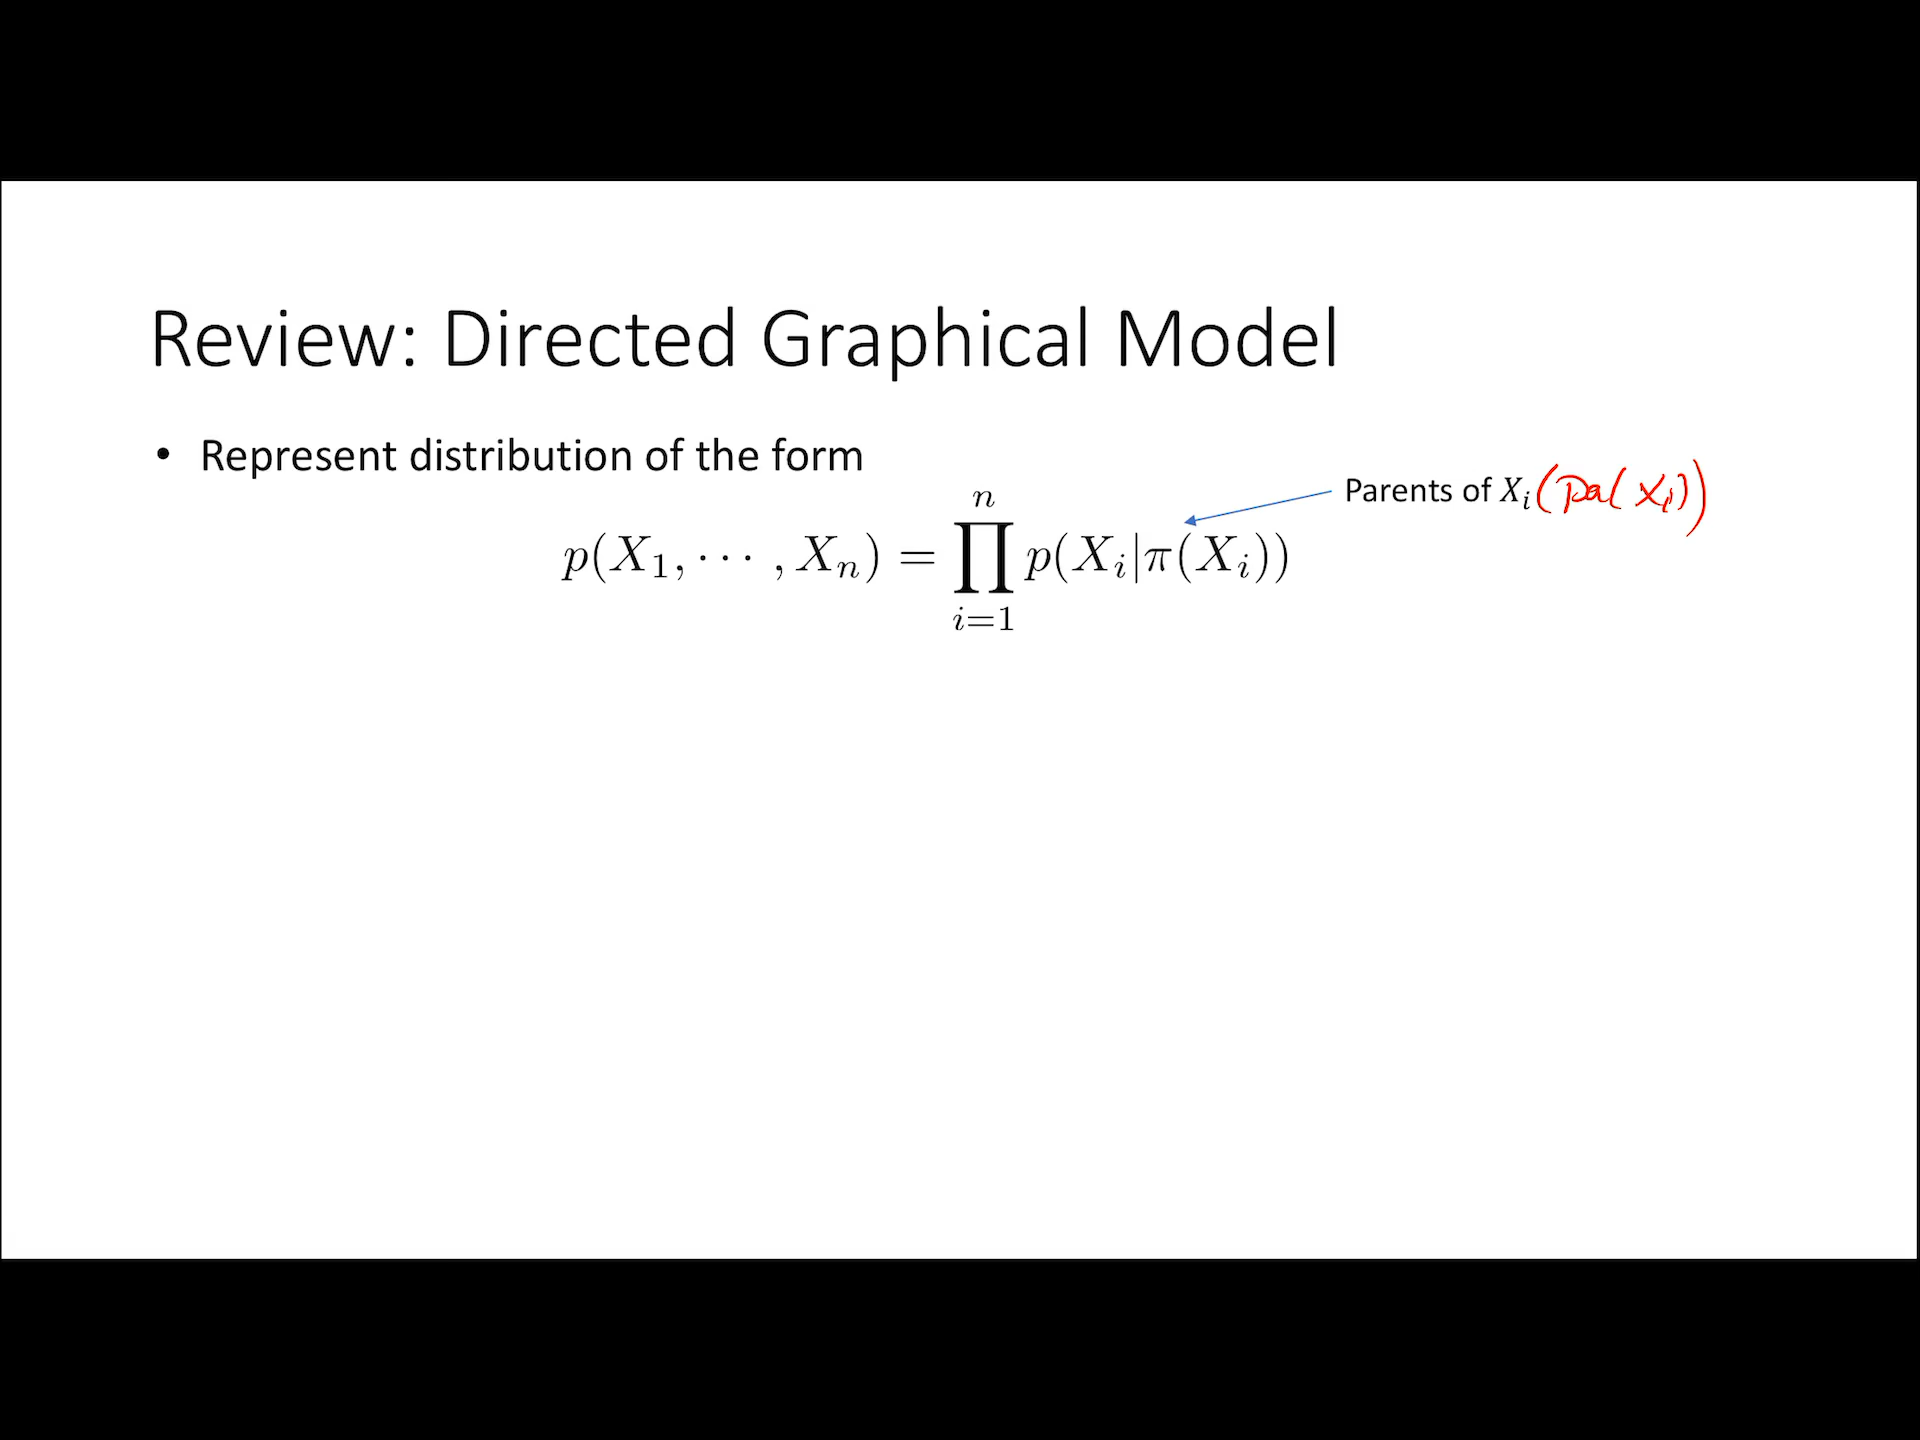 Review: Directed Graphical Model
• Represent distribution of the form
Parents of Xᵢ (pa(Xᵢ))
p(X₁, ⋯ , Xₙ) = ∏ⁿᵢ₌₁ p(Xᵢ|π(Xᵢ))